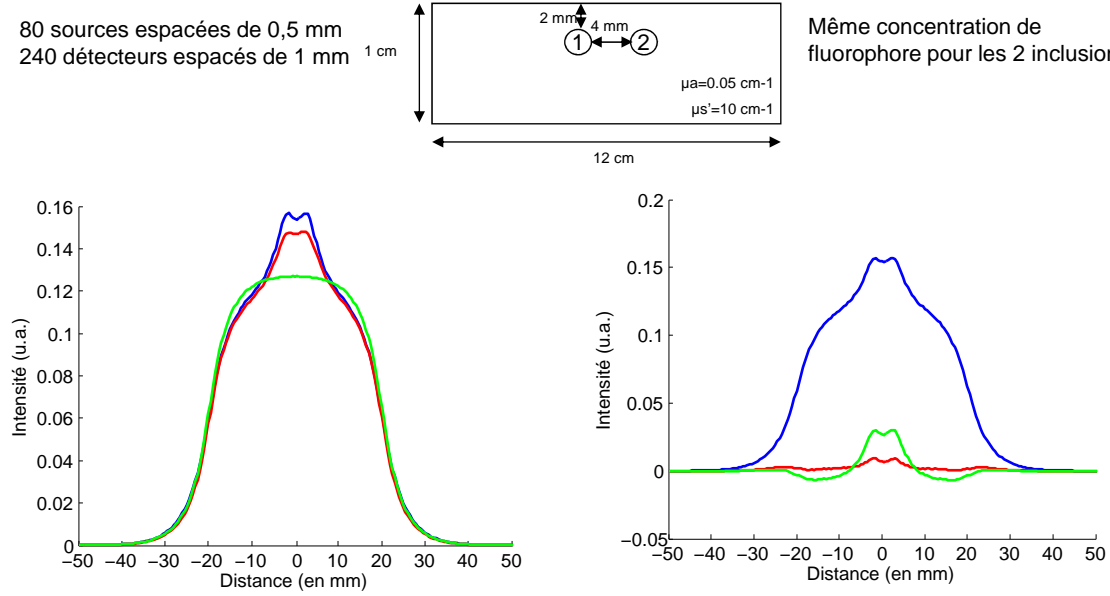 80 sources espacées de 0,5 mm
240 détecteurs espacés de 1 mm
1 cm
2 mm
4 mm
1
2
µa=0.05 cm-1
µs'=10 cm-1
12 cm
Même concentration de
fluorophore pour les 2 inclusion
0.16
0.14
0.12
0.1
0.08
0.06
0.04
0.02
0
Intensité (u.a.)
−50 −40 −30 −20 −10 0 10 20 30 40 50
Distance (en mm)
0.2
0.15
0.1
0.05
0
−0.05
Intensité (u.a.)
−50 −40 −30 −20 −10 0 10 20 30 40 50
Distance (en mm)